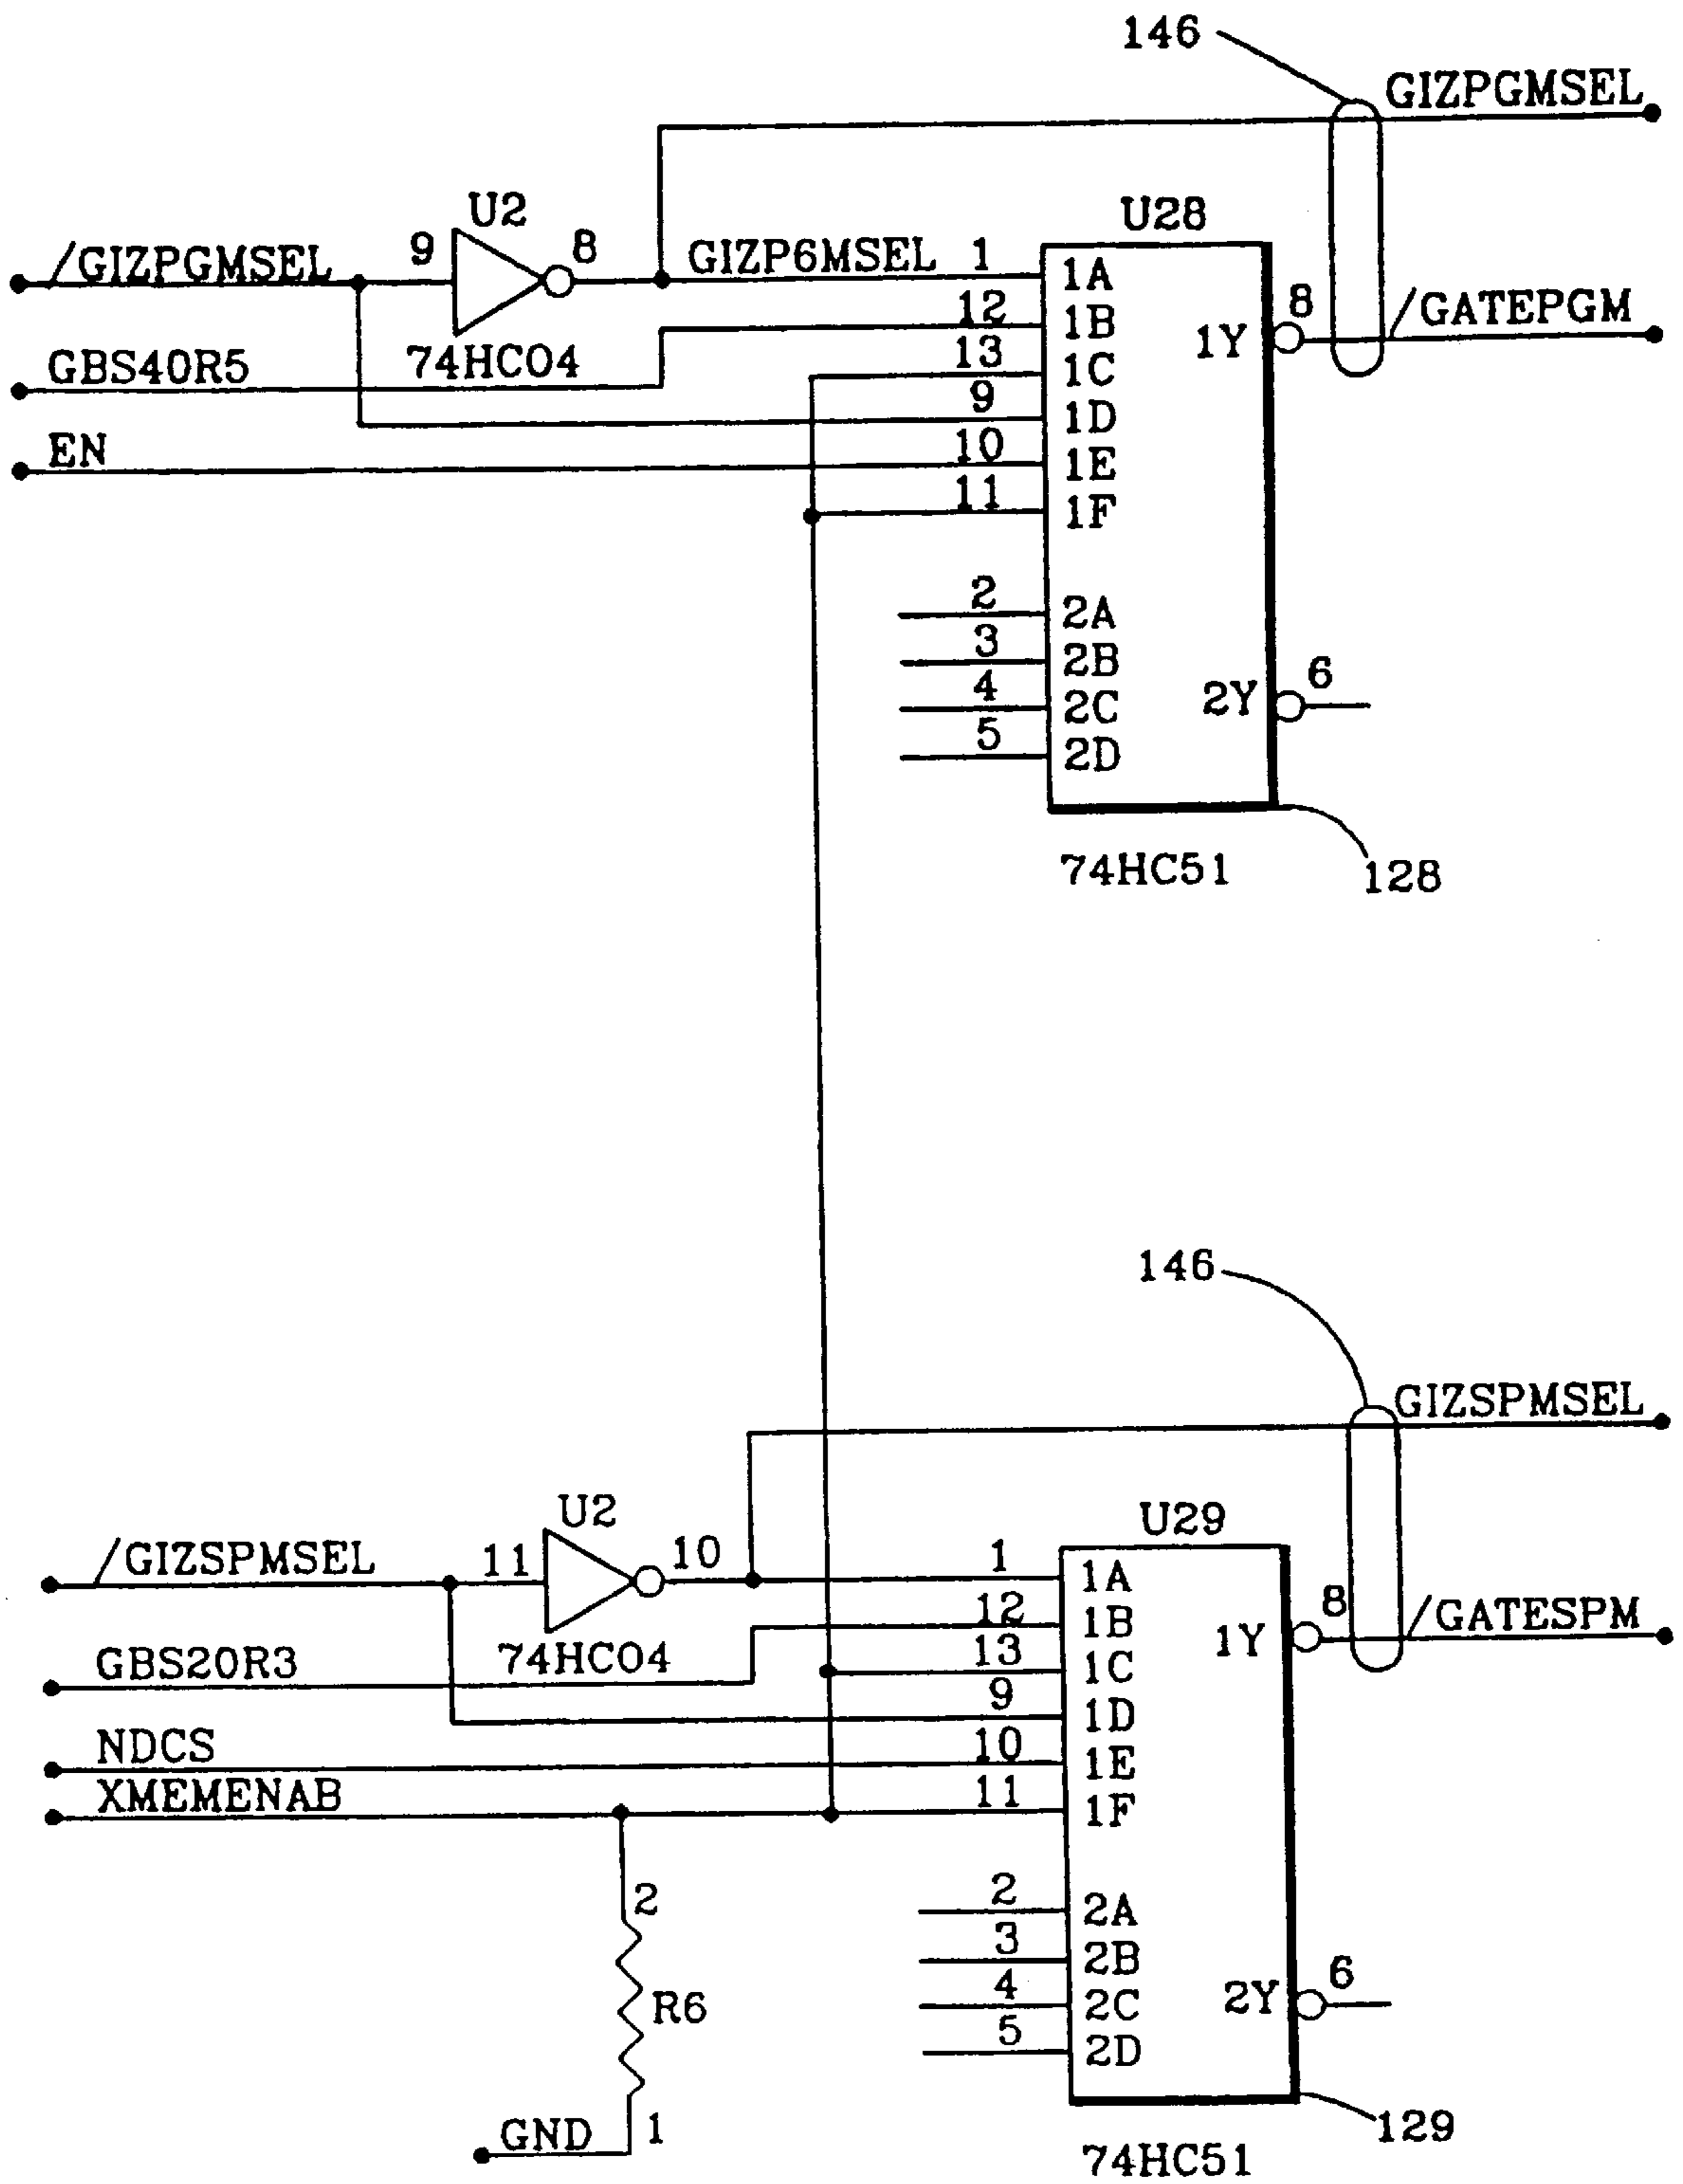 146
GIZPGMSEL
U2
U28
/GIZPGMSEL
9
8
GIZP6MSEL
1
1A
12
1B
8
/GATEPGM
GBS40R5
74HC04
13
1C
1Y
9
1D
EN
10
1E
11
1F
2
2A
3
2B
4
2C
2Y
6
5
2D
74HC51
128
146
GIZSPMSEL
U2
U29
/GIZSPMSEL
11
10
1
1A
12
1B
8
/GATESPM
GBS20R3
74HC04
13
1C
1Y
9
1D
NDCS
10
1E
XMEMENAB
11
1F
2
2
2A
3
2B
R6
4
2C
2Y
6
5
2D
GND
1
129
74HC51